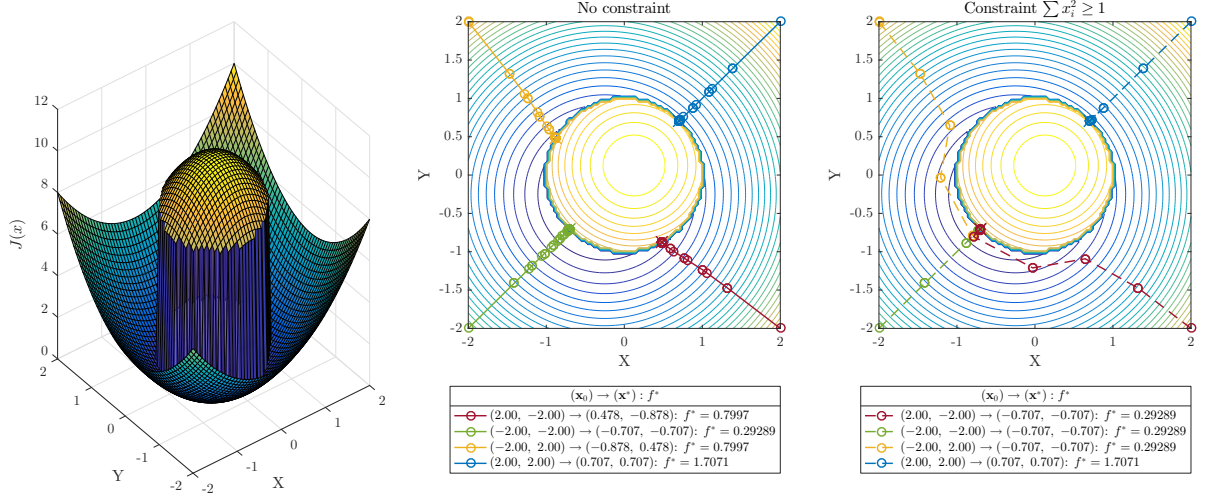 J(x)
12
10
8
6
4
2
0
2
1
0
-1
-2
Y
-2
-1
0
1
2
X
No constraint
2
1.5
1
0.5
0
-0.5
-1
-1.5
-2
Y
-2
-1
0
1
2
X
(x₀) → (x*) : f*
(2.00, −2.00) → (0.478, −0.878): f* = 0.7997
(−2.00, −2.00) → (−0.707, −0.707): f* = 0.29289
(−2.00, 2.00) → (−0.878, 0.478): f* = 0.7997
(2.00, 2.00) → (0.707, 0.707): f* = 1.7071
Constraint ∑ xᵢ² ≥ 1
2
1.5
1
0.5
0
-0.5
-1
-1.5
-2
Y
-2
-1
0
1
2
X
(x₀) → (x*) : f*
(2.00, −2.00) → (−0.707, −0.707): f* = 0.29289
(−2.00, −2.00) → (−0.707, −0.707): f* = 0.29289
(−2.00, 2.00) → (−0.707, −0.707): f* = 0.29289
(2.00, 2.00) → (0.707, 0.707): f* = 1.7071